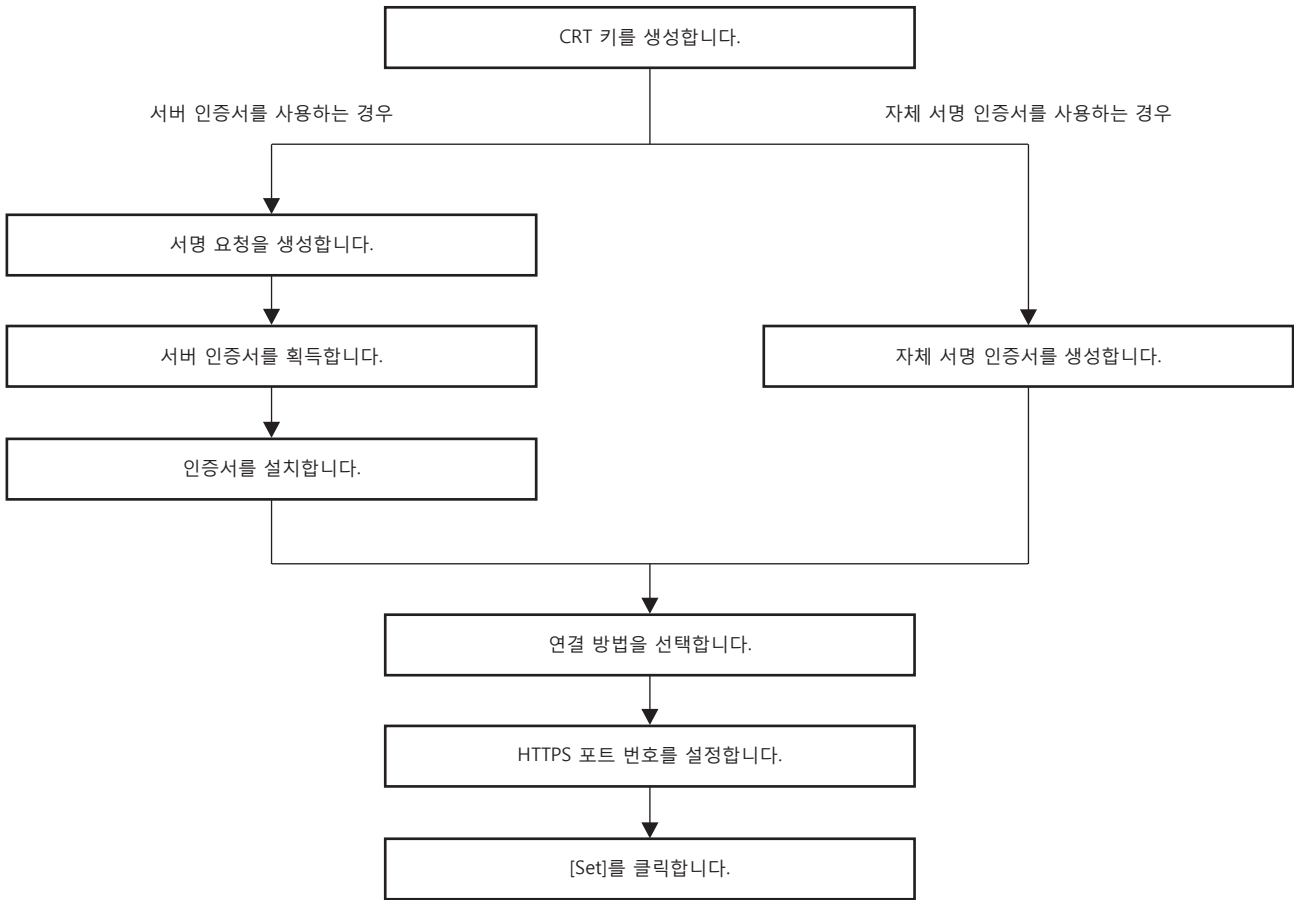 CRT 키를 생성합니다.
서버 인증서를 사용하는 경우
자체 서명 인증서를 사용하는 경우
서명 요청을 생성합니다.
서버 인증서를 획득합니다.
자체 서명 인증서를 생성합니다.
인증서를 설치합니다.
연결 방법을 선택합니다.
HTTPS 포트 번호를 설정합니다.
[Set]를 클릭합니다.